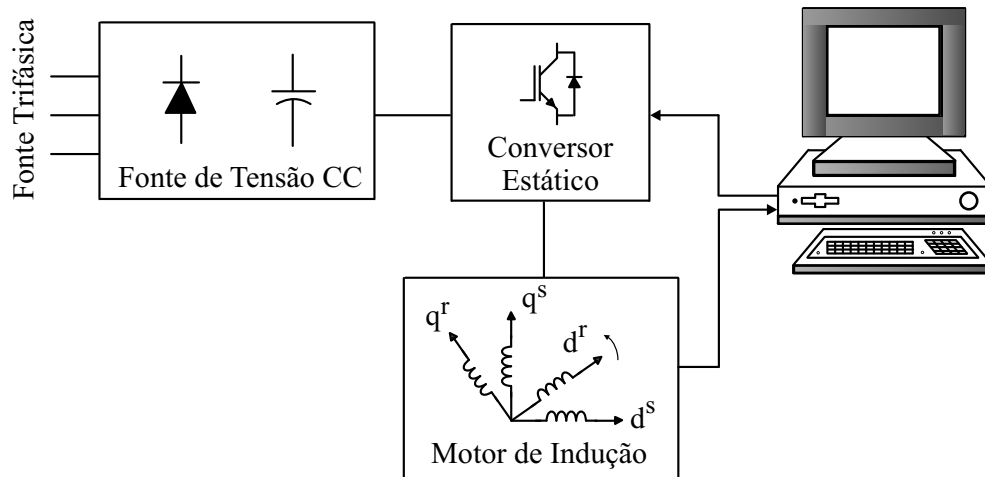 Fonte Trifásica
Fonte de Tensão CC
Conversor
Estático
q^r
q^s
d^r
d^s
Motor de Indução